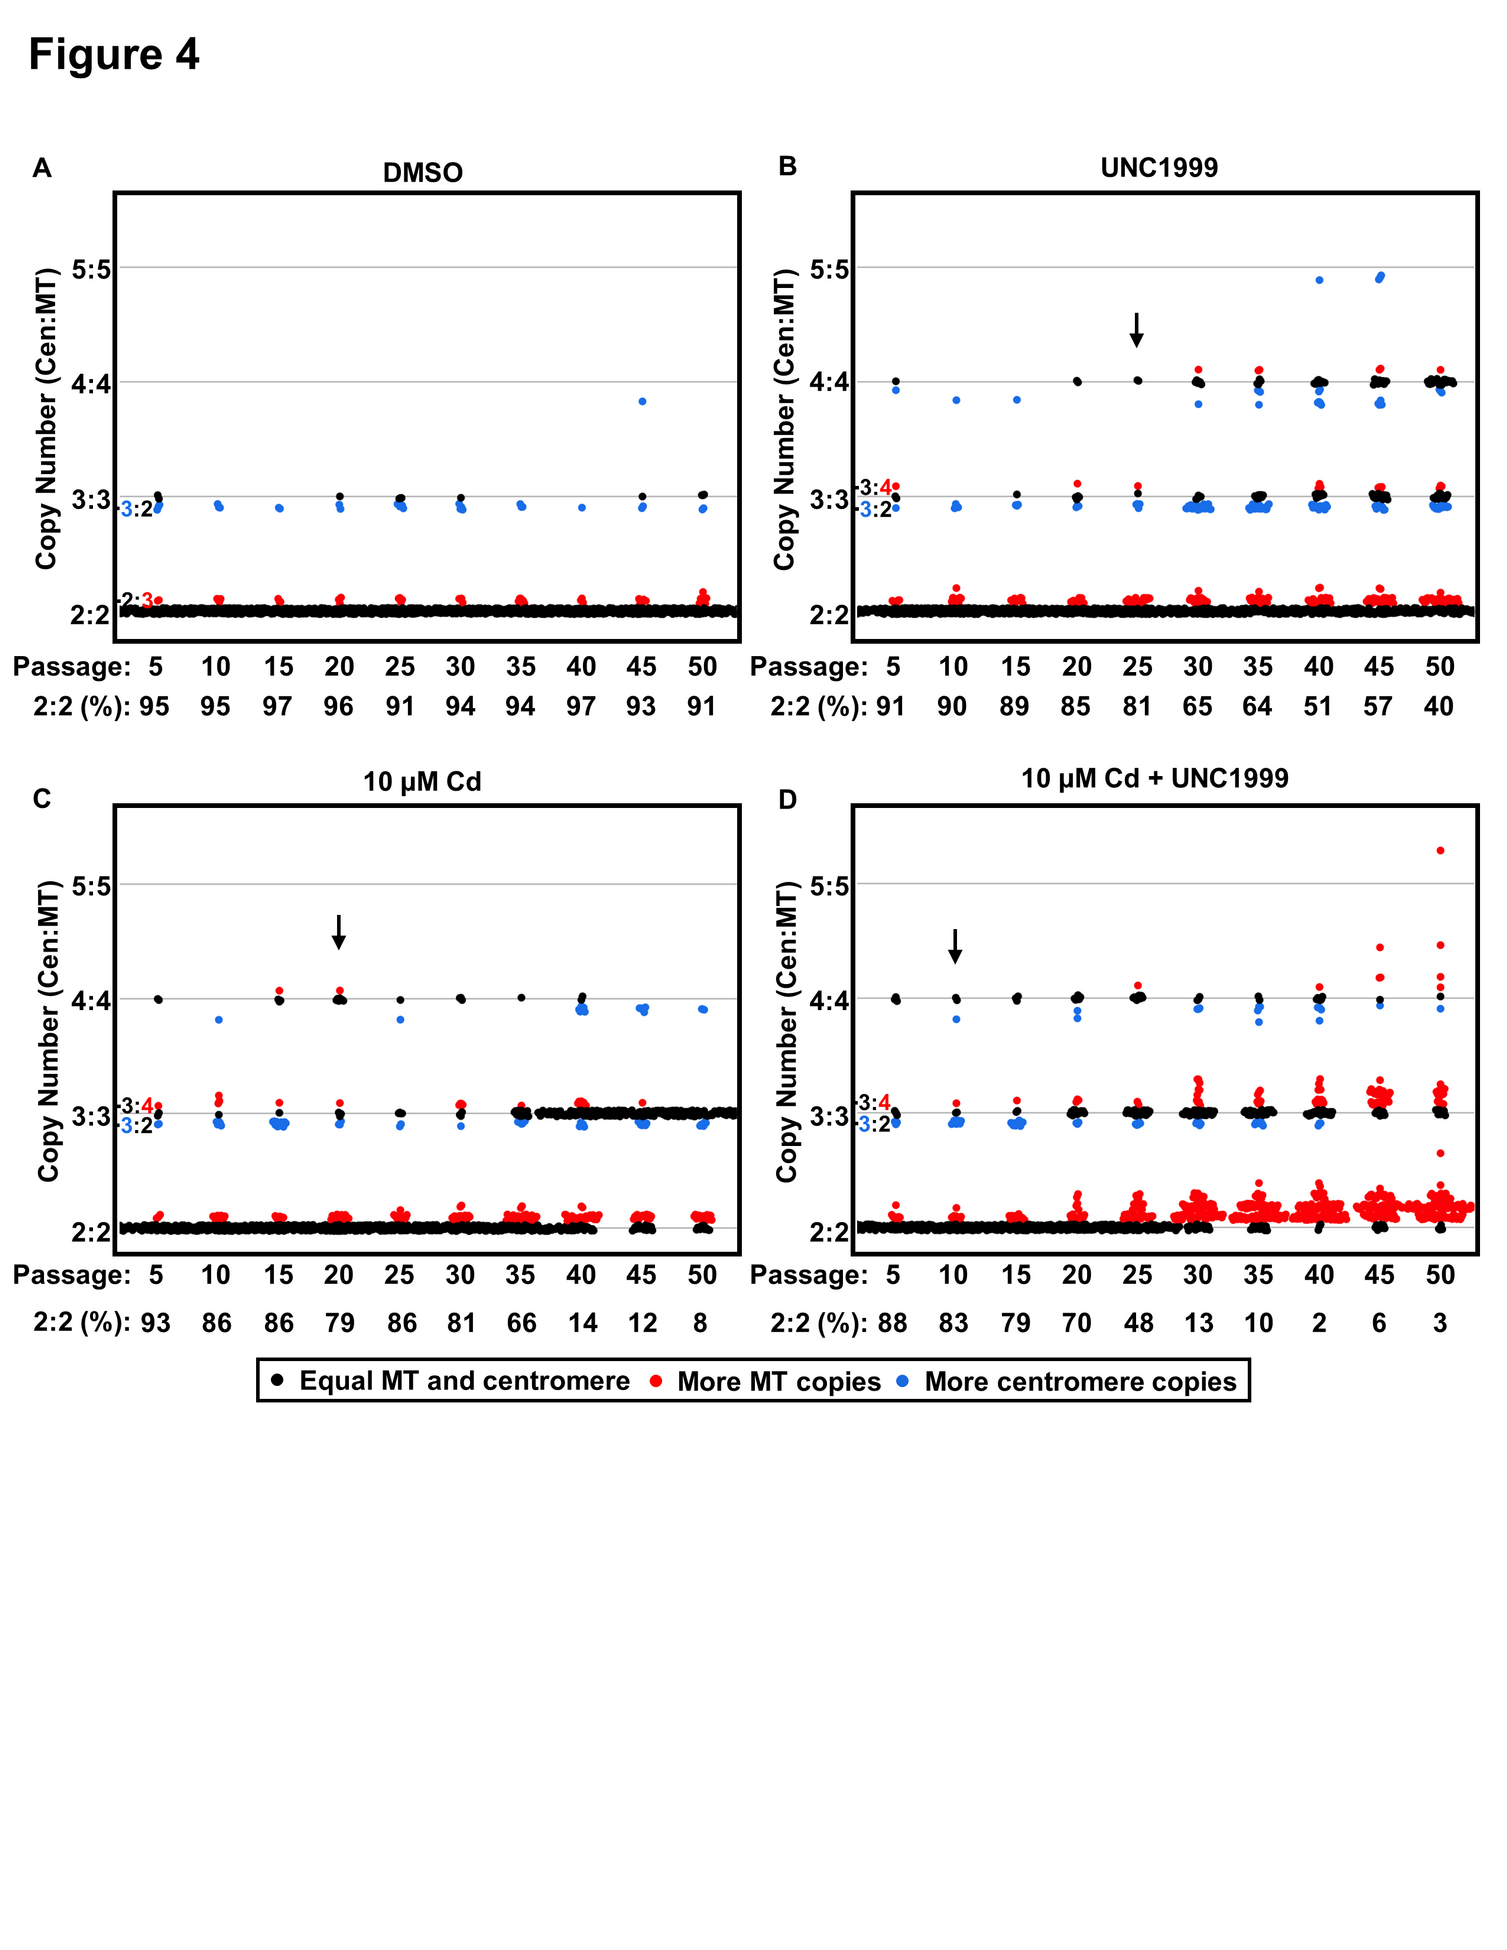 Figure 4
A
DMSO
Copy Number (Cen:MT)
5:5
4:4
3:3
3:2
2:3
2:2
Passage: 5 10 15 20 25 30 35 40 45 50
2:2 (%): 95 95 97 96 91 94 94 97 93 91
B
UNC1999
Copy Number (Cen:MT)
5:5
4:4
3:4
3:3
3:2
2:2
Passage: 5 10 15 20 25 30 35 40 45 50
2:2 (%): 91 90 89 85 81 65 64 51 57 40
C
10 µM Cd
Copy Number (Cen:MT)
5:5
4:4
3:4
3:3
3:2
2:2
Passage: 5 10 15 20 25 30 35 40 45 50
2:2 (%): 93 86 86 79 86 81 66 14 12 8
D
10 µM Cd + UNC1999
Copy Number (Cen:MT)
5:5
4:4
3:4
3:3
3:2
2:2
Passage: 5 10 15 20 25 30 35 40 45 50
2:2 (%): 88 83 79 70 48 13 10 2 6 3
Equal MT and centromere More MT copies More centromere copies